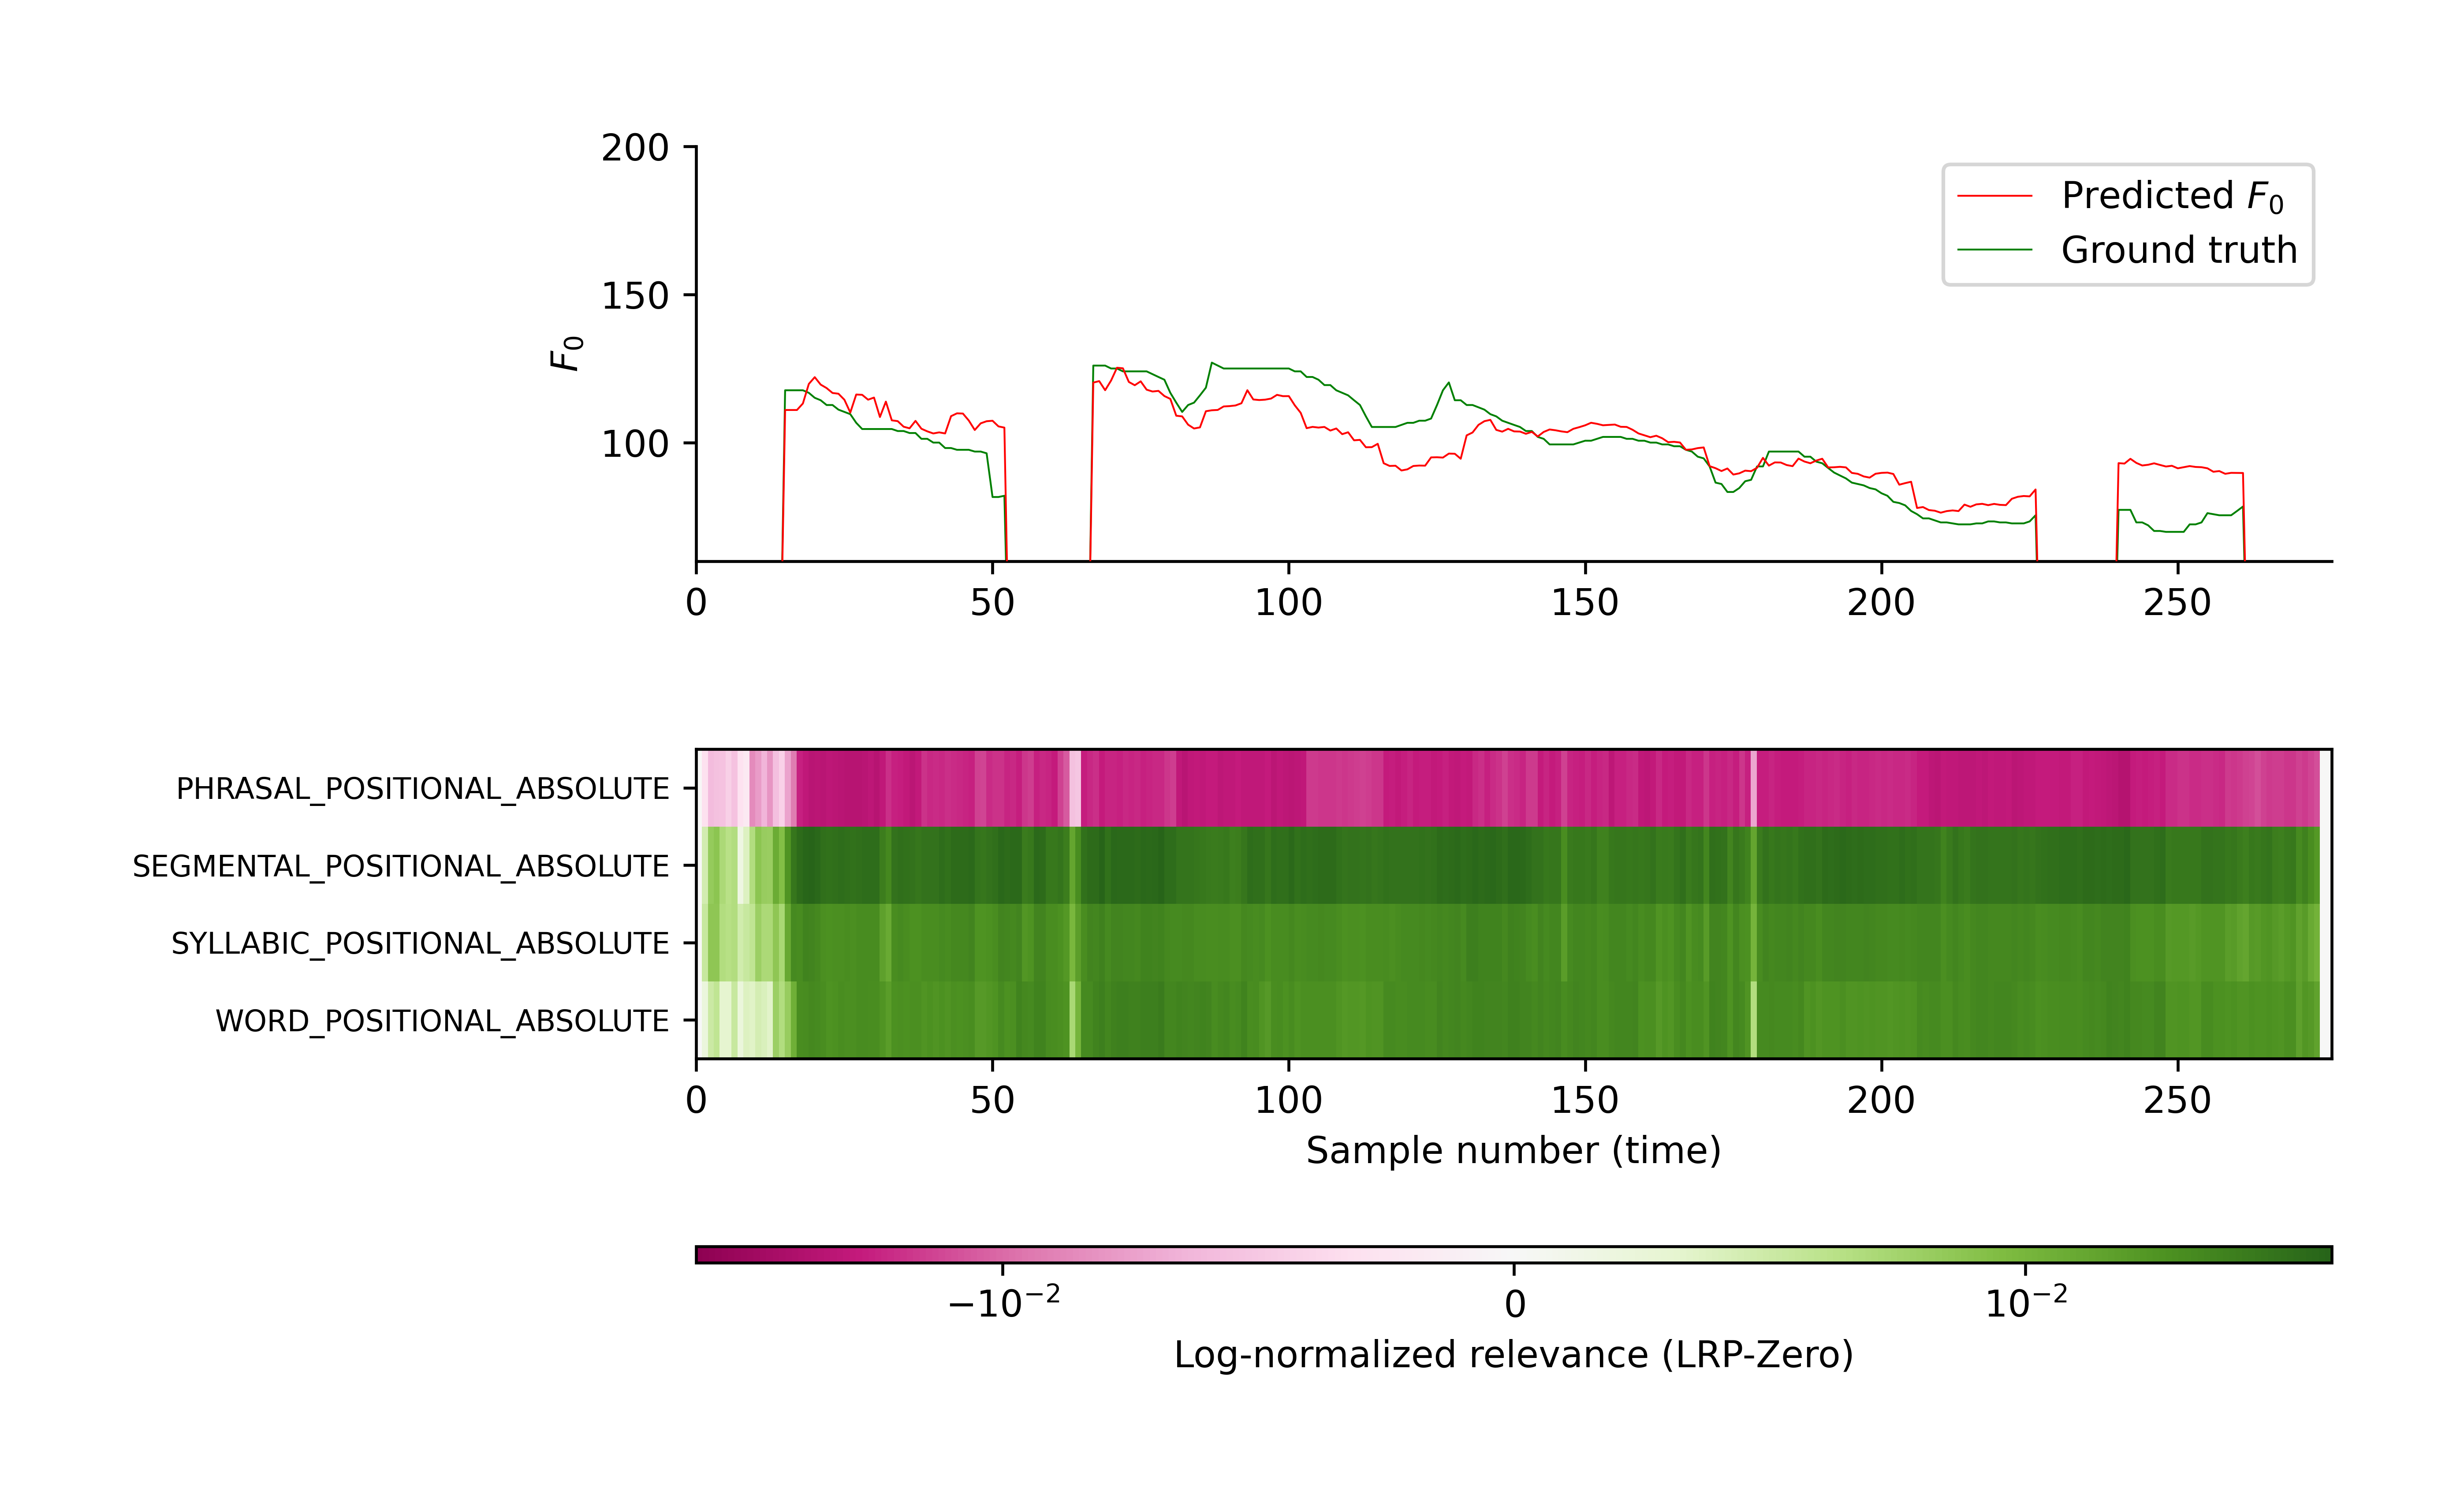 200
150
100
F0
Predicted F0
Ground truth
0 50 100 150 200 250
PHRASAL_POSITIONAL_ABSOLUTE
SEGMENTAL_POSITIONAL_ABSOLUTE
SYLLABIC_POSITIONAL_ABSOLUTE
WORD_POSITIONAL_ABSOLUTE
0 50 100 150 200 250
Sample number (time)
−10⁻² 0 10⁻²
Log-normalized relevance (LRP-Zero)